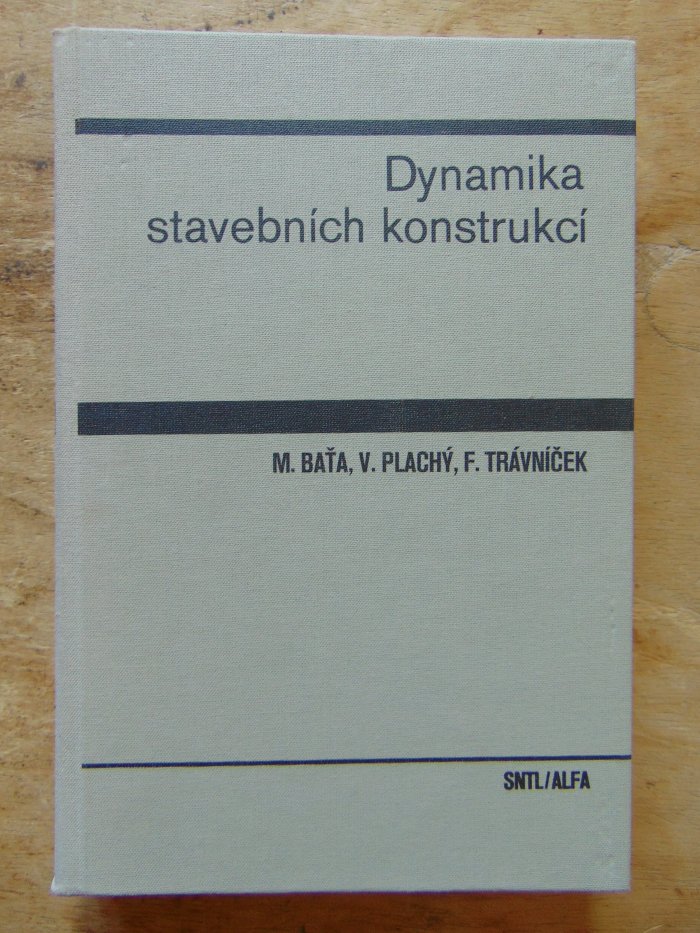 Dynamika
stavebních konstrukcí
M. BAŤA, V. PLACHÝ, F. TRÁVNÍČEK
SNTL/ALFA